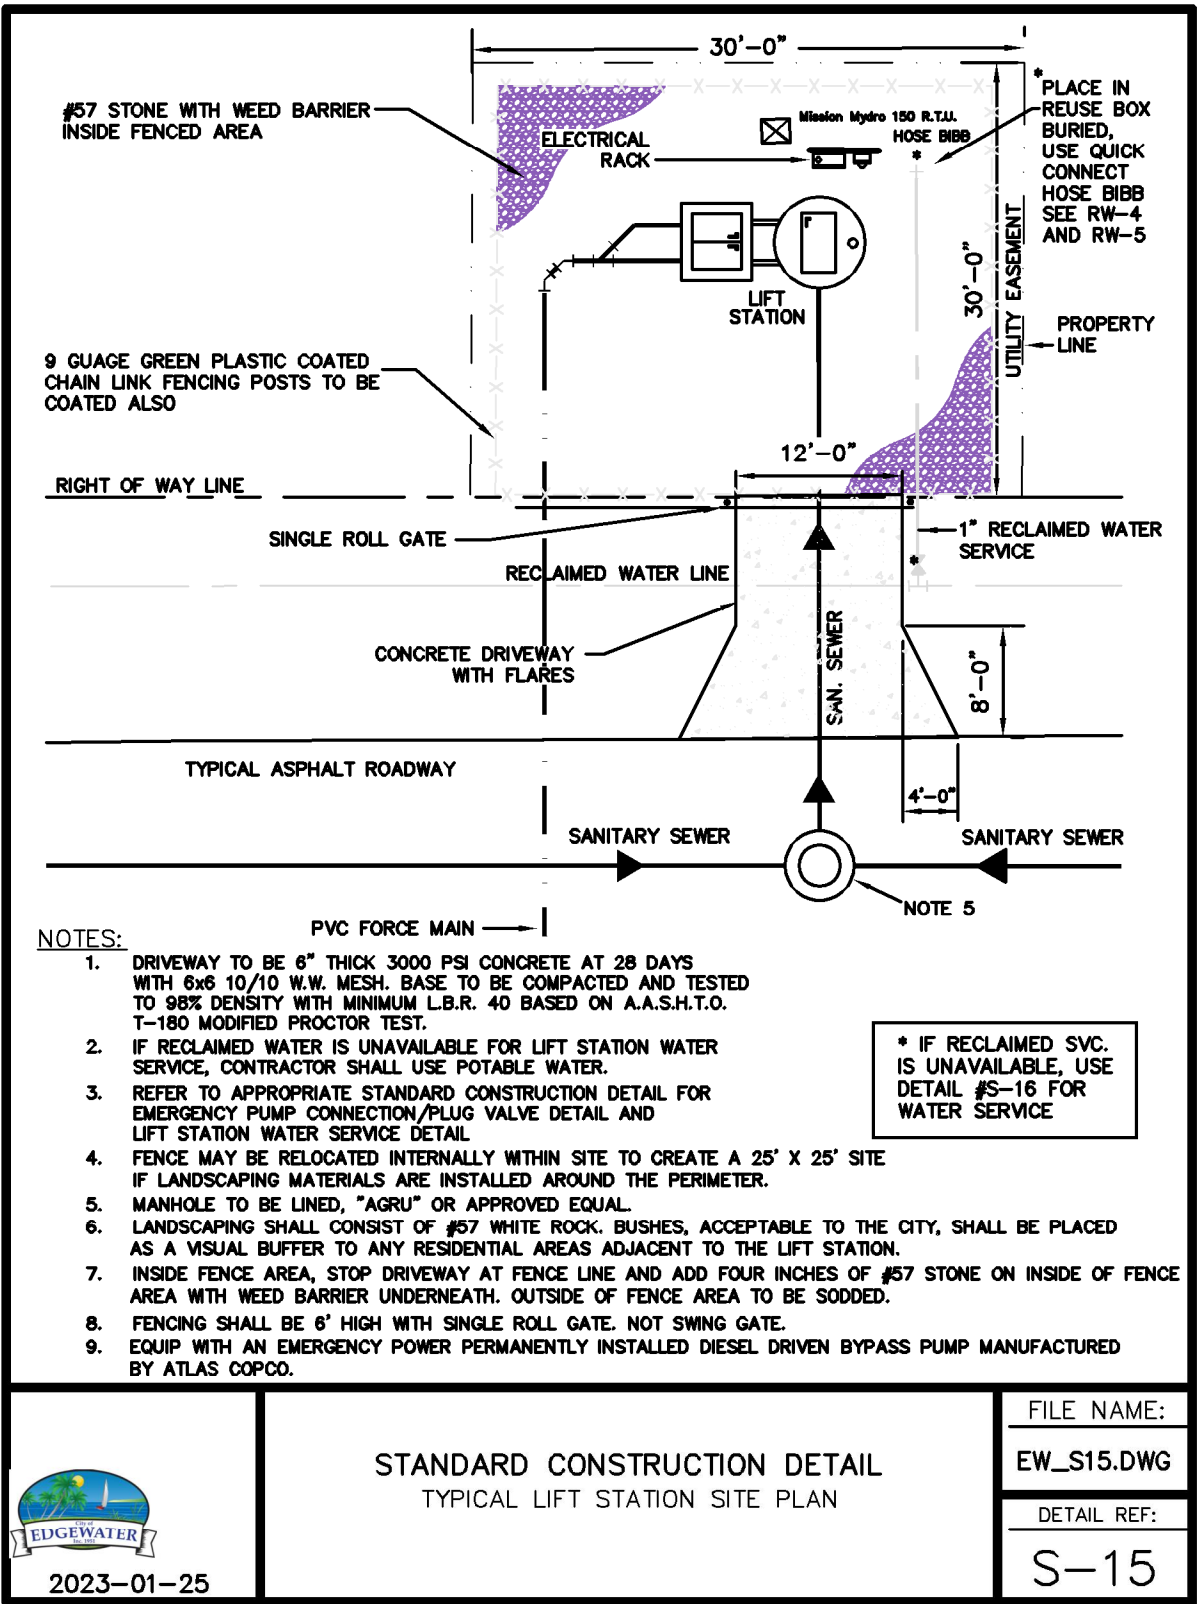 30'-0"
#57 STONE WITH WEED BARRIER
INSIDE FENCED AREA
ELECTRICAL
RACK
Mission Mydro 150 R.T.U.
HOSE BIBB
*
*
PLACE IN
REUSE BOX
BURIED,
USE QUICK
CONNECT
HOSE BIBB
SEE RW-4
AND RW-5
30'-0"
UTILITY EASEMENT
LIFT
STATION
PROPERTY
LINE
9 GUAGE GREEN PLASTIC COATED
CHAIN LINK FENCING POSTS TO BE
COATED ALSO
12'-0"
RIGHT OF WAY LINE
SINGLE ROLL GATE
1" RECLAIMED WATER
SERVICE
*
RECLAIMED WATER LINE
CONCRETE DRIVEWAY
WITH FLARES
SAN. SEWER
8'-0"
TYPICAL ASPHALT ROADWAY
4'-0"
SANITARY SEWER
SANITARY SEWER
NOTE 5
PVC FORCE MAIN
NOTES:
1. DRIVEWAY TO BE 6" THICK 3000 PSI CONCRETE AT 28 DAYS
WITH 6x6 10/10 W.W. MESH. BASE TO BE COMPACTED AND TESTED
TO 98% DENSITY WITH MINIMUM L.B.R. 40 BASED ON A.A.S.H.T.O.
T-180 MODIFIED PROCTOR TEST.
2. IF RECLAIMED WATER IS UNAVAILABLE FOR LIFT STATION WATER
SERVICE, CONTRACTOR SHALL USE POTABLE WATER.
3. REFER TO APPROPRIATE STANDARD CONSTRUCTION DETAIL FOR
EMERGENCY PUMP CONNECTION/PLUG VALVE DETAIL AND
LIFT STATION WATER SERVICE DETAIL
* IF RECLAIMED SVC.
IS UNAVAILABLE, USE
DETAIL #S-16 FOR
WATER SERVICE
4. FENCE MAY BE RELOCATED INTERNALLY WITHIN SITE TO CREATE A 25' X 25' SITE
IF LANDSCAPING MATERIALS ARE INSTALLED AROUND THE PERIMETER.
5. MANHOLE TO BE LINED, "AGRU" OR APPROVED EQUAL.
6. LANDSCAPING SHALL CONSIST OF #57 WHITE ROCK. BUSHES, ACCEPTABLE TO THE CITY, SHALL BE PLACED
AS A VISUAL BUFFER TO ANY RESIDENTIAL AREAS ADJACENT TO THE LIFT STATION.
7. INSIDE FENCE AREA, STOP DRIVEWAY AT FENCE LINE AND ADD FOUR INCHES OF #57 STONE ON INSIDE OF FENCE
AREA WITH WEED BARRIER UNDERNEATH. OUTSIDE OF FENCE AREA TO BE SODDED.
8. FENCING SHALL BE 6' HIGH WITH SINGLE ROLL GATE. NOT SWING GATE.
9. EQUIP WITH AN EMERGENCY POWER PERMANENTLY INSTALLED DIESEL DRIVEN BYPASS PUMP MANUFACTURED
BY ATLAS COPCO.
City of
EDGEWATER
Inc. 1951
2023-01-25
STANDARD CONSTRUCTION DETAIL
TYPICAL LIFT STATION SITE PLAN
FILE NAME:
EW_S15.DWG
DETAIL REF:
S-15